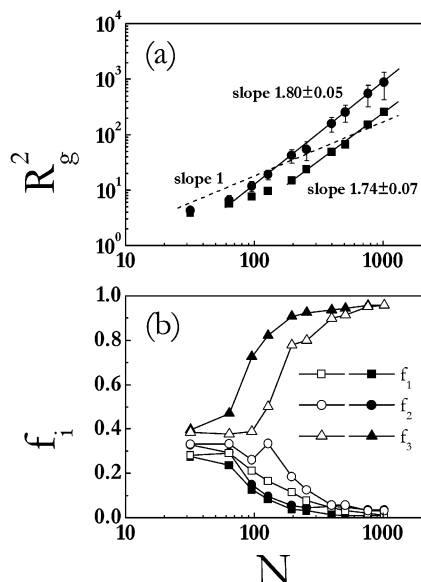 (a)
R_g^2
10^4
10^3
10^2
10^1
10^0
slope 1.80±0.05
slope 1
slope 1.74±0.07
10 100 1000
(b)
f_i
1.0
0.8
0.6
0.4
0.2
0.0
f_1
f_2
f_3
10 100 1000
N